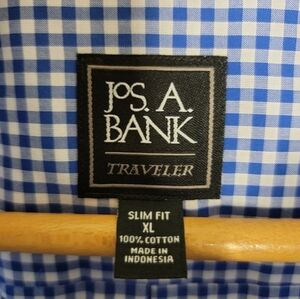 JOS. A.
BANK
TRAVELER
SLIM FIT
XL
100% COTTON
MADE IN
INDONESIA